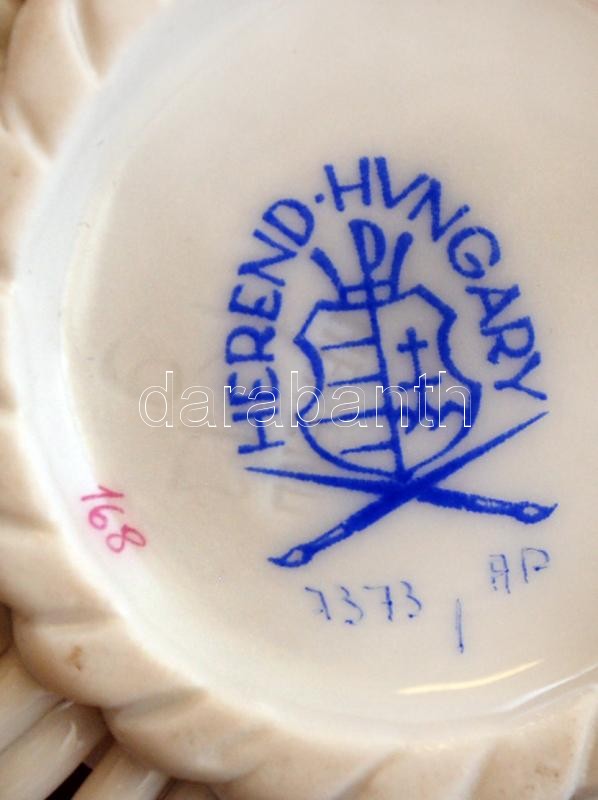 HEREND · HVNGARY
darabanth
168
7373 / AP